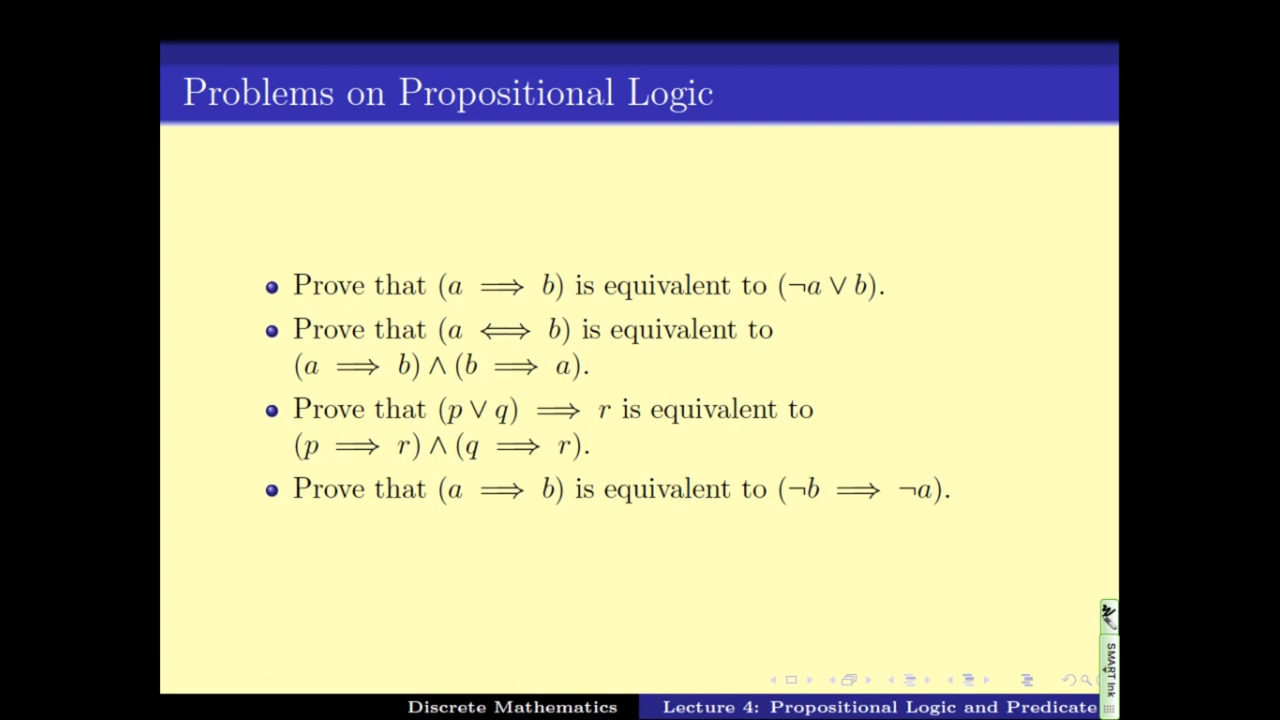 Problems on Propositional Logic
Prove that (a ⟹ b) is equivalent to (¬a ∨ b).
Prove that (a ⟺ b) is equivalent to
(a ⟹ b) ∧ (b ⟹ a).
Prove that (p ∨ q) ⟹ r is equivalent to
(p ⟹ r) ∧ (q ⟹ r).
Prove that (a ⟹ b) is equivalent to (¬b ⟹ ¬a).
SMART Ink
Discrete Mathematics
Lecture 4: Propositional Logic and Predicate